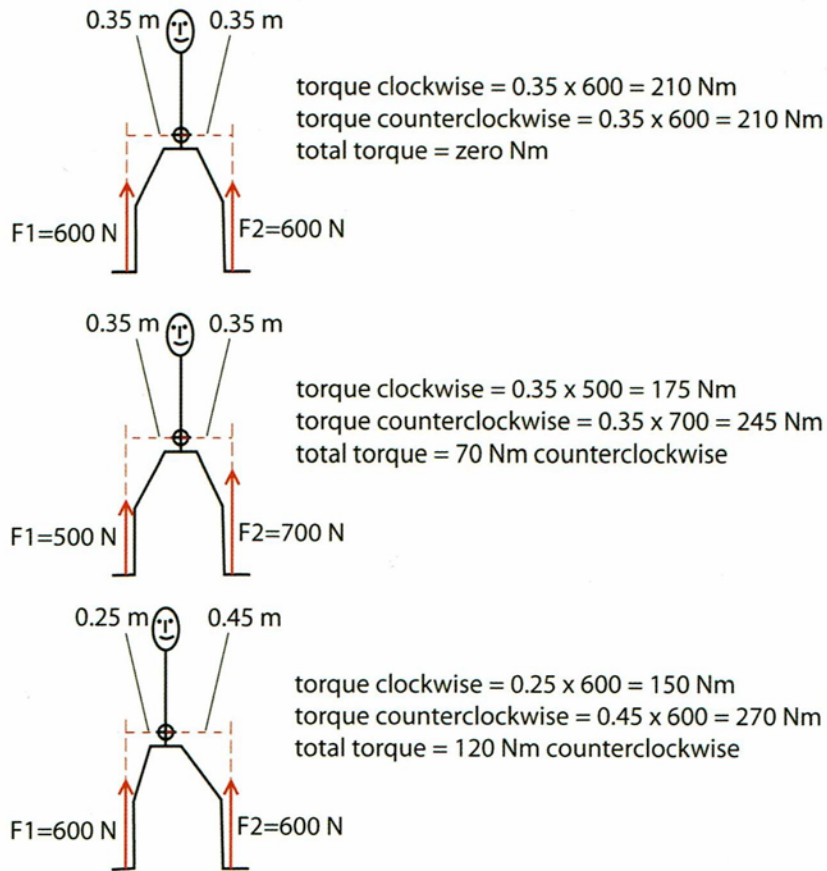 0.35 m 0.35 m
torque clockwise = 0.35 x 600 = 210 Nm
torque counterclockwise = 0.35 x 600 = 210 Nm
total torque = zero Nm
F1=600 N F2=600 N
0.35 m 0.35 m
torque clockwise = 0.35 x 500 = 175 Nm
torque counterclockwise = 0.35 x 700 = 245 Nm
total torque = 70 Nm counterclockwise
F1=500 N F2=700 N
0.25 m 0.45 m
torque clockwise = 0.25 x 600 = 150 Nm
torque counterclockwise = 0.45 x 600 = 270 Nm
total torque = 120 Nm counterclockwise
F1=600 N F2=600 N